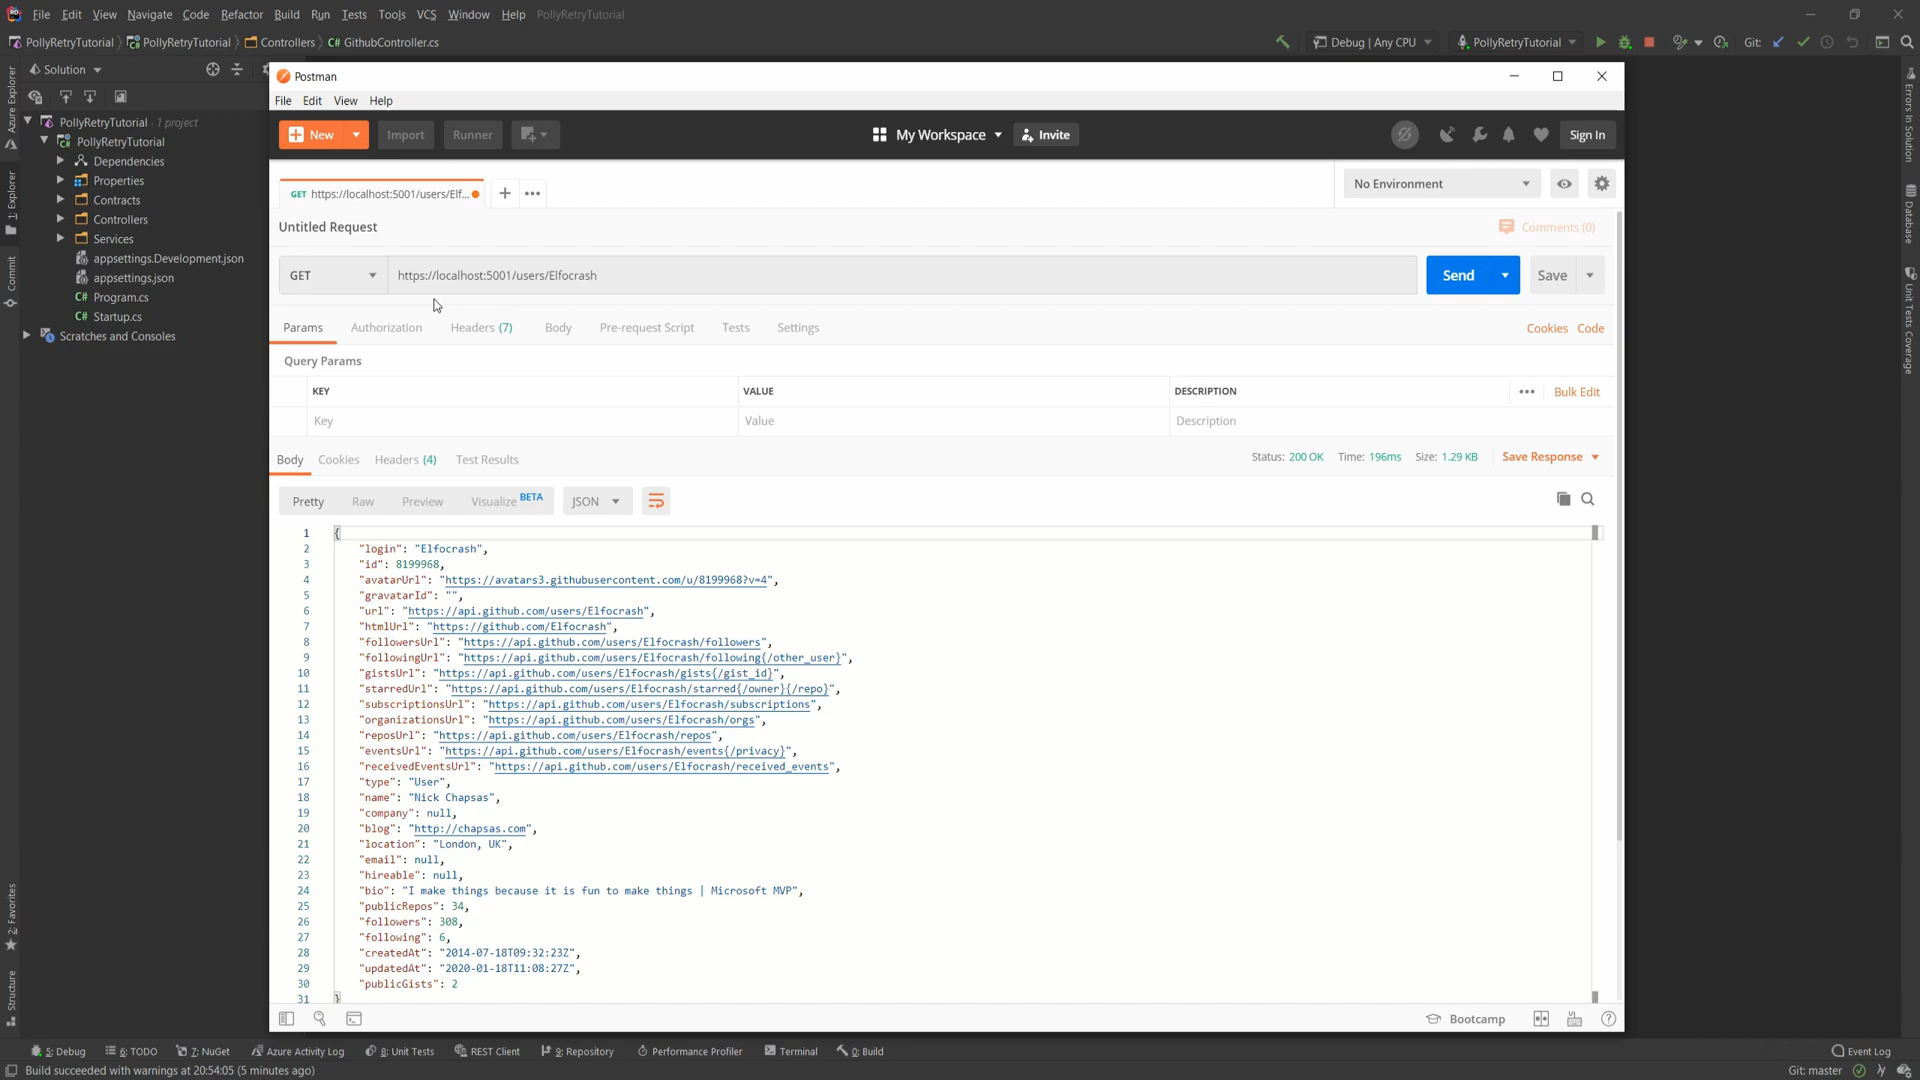 File Edit View Navigate Code Refactor Build Run Tests Tools VCS Window Help PollyRetryTutorial
PollyRetryTutorial PollyRetryTutorial Controllers C# GithubController.cs Debug | Any CPU PollyRetryTutorial Git:
Solution
PollyRetryTutorial · 1 project
PollyRetryTutorial
Dependencies
Properties
Contracts
Controllers
Services
appsettings.Development.json
appsettings.json
C# Program.cs
C# Startup.cs
Scratches and Consoles
Azure Explorer
1: Explorer
Commit
2: Favorites
Structure
Postman
File Edit View Help
New Import Runner My Workspace Invite Sign In
GET https://localhost:5001/users/Elf... No Environment
Untitled Request Comments (0)
GET https://localhost:5001/users/Elfocrash Send Save
Params Authorization Headers (7) Body Pre-request Script Tests Settings Cookies Code
Query Params
KEY VALUE DESCRIPTION Bulk Edit
Key Value Description
Body Cookies Headers (4) Test Results Status: 200 OK Time: 196ms Size: 1.29 KB Save Response
Pretty Raw Preview Visualize BETA JSON
1 {
2 "login": "Elfocrash",
3 "id": 8199968,
4 "avatarUrl": "https://avatars3.githubusercontent.com/u/8199968?v=4",
5 "gravatarId": "",
6 "url": "https://api.github.com/users/Elfocrash",
7 "htmlUrl": "https://github.com/Elfocrash",
8 "followersUrl": "https://api.github.com/users/Elfocrash/followers",
9 "followingUrl": "https://api.github.com/users/Elfocrash/following{/other_user}",
10 "gistsUrl": "https://api.github.com/users/Elfocrash/gists{/gist_id}",
11 "starredUrl": "https://api.github.com/users/Elfocrash/starred{/owner}{/repo}",
12 "subscriptionsUrl": "https://api.github.com/users/Elfocrash/subscriptions",
13 "organizationsUrl": "https://api.github.com/users/Elfocrash/orgs",
14 "reposUrl": "https://api.github.com/users/Elfocrash/repos",
15 "eventsUrl": "https://api.github.com/users/Elfocrash/events{/privacy}",
16 "receivedEventsUrl": "https://api.github.com/users/Elfocrash/received_events",
17 "type": "User",
18 "name": "Nick Chapsas",
19 "company": null,
20 "blog": "http://chapsas.com",
21 "location": "London, UK",
22 "email": null,
23 "hireable": null,
24 "bio": "I make things because it is fun to make things | Microsoft MVP",
25 "publicRepos": 34,
26 "followers": 308,
27 "following": 6,
28 "createdAt": "2014-07-18T09:32:23Z",
29 "updatedAt": "2020-01-18T11:08:27Z",
30 "publicGists": 2
31 }
Bootcamp
Errors In Solution
Database
Unit Tests Coverage
5: Debug 6: TODO 7: NuGet Azure Activity Log 8: Unit Tests REST Client 9: Repository Performance Profiler Terminal 0: Build Event Log
Build succeeded with warnings at 20:54:05 (5 minutes ago) Git: master